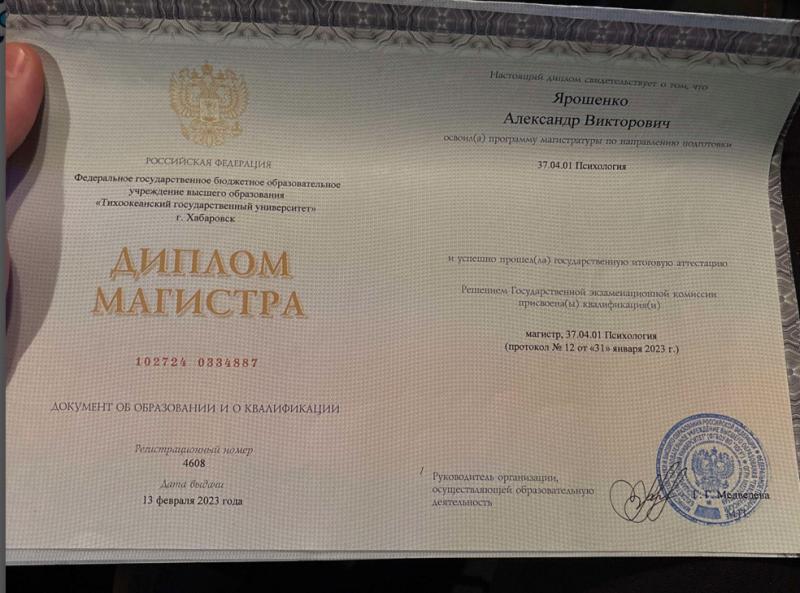 РОССИЙСКАЯ ФЕДЕРАЦИЯ
Федеральное государственное бюджетное образовательное
учреждение высшего образования
«Тихоокеанский государственный университет»
г. Хабаровск
ДИПЛОМ
МАГИСТРА
102724 0334887
ДОКУМЕНТ ОБ ОБРАЗОВАНИИ И О КВАЛИФИКАЦИИ
Регистрационный номер
4608
Дата выдачи
13 февраля 2023 года
Настоящий диплом свидетельствует о том, что
Ярошенко
Александр Викторович
освоил(а) программу магистратуры по направлению подготовки
37.04.01 Психология
и успешно прошел(ла) государственную итоговую аттестацию
Решением Государственной экзаменационной комиссии
присвоена(ы) квалификация(и)
магистр, 37.04.01 Психология
(протокол № 12 от «31» января 2023 г.)
Руководитель организации,
осуществляющей образовательную
деятельность
Г. Г. Медведева
М.П.